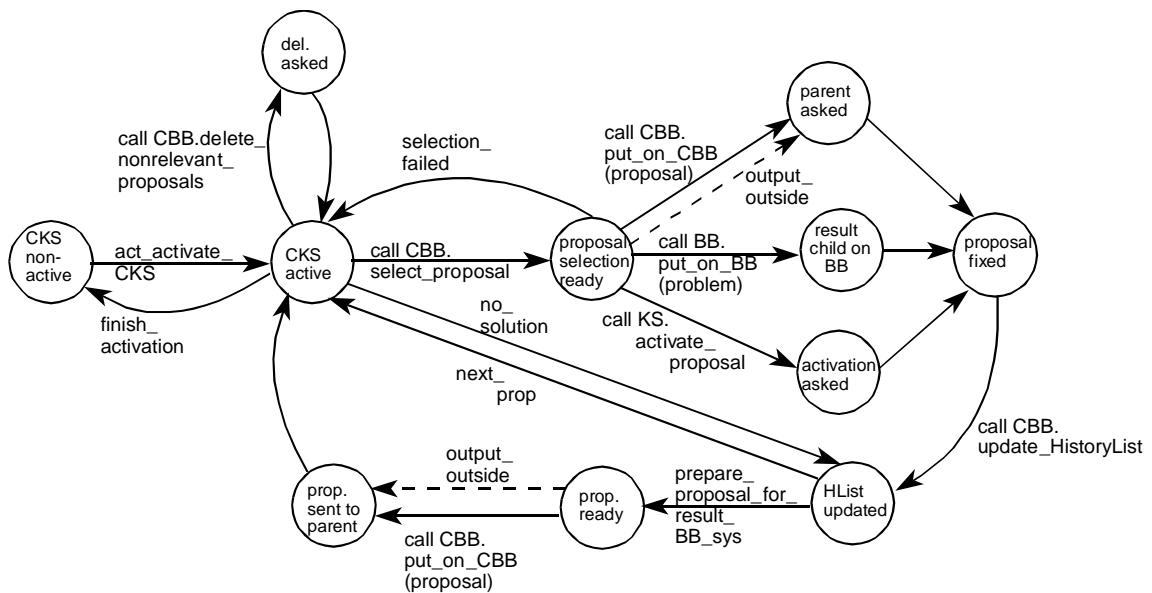 del.
asked
call CBB.delete_
nonrelevant_
proposals
selection_
failed
call CBB.
put_on_CBB
(proposal)
output_
outside
parent
asked
CKS
non-
active
act_activate_
CKS
finish_
activation
CKS
active
call CBB.
select_proposal
proposal
selection
ready
call BB.
put_on_BB
(problem)
result
child on
BB
proposal
fixed
call KS.
activate_
proposal
activation
asked
no_
solution
next_
prop
call CBB.
update_HistoryList
HList
updated
prepare_
proposal_for_
result_
BB_sys
prop.
ready
output_
outside
call CBB.
put_on_CBB
(proposal)
prop.
sent to
parent